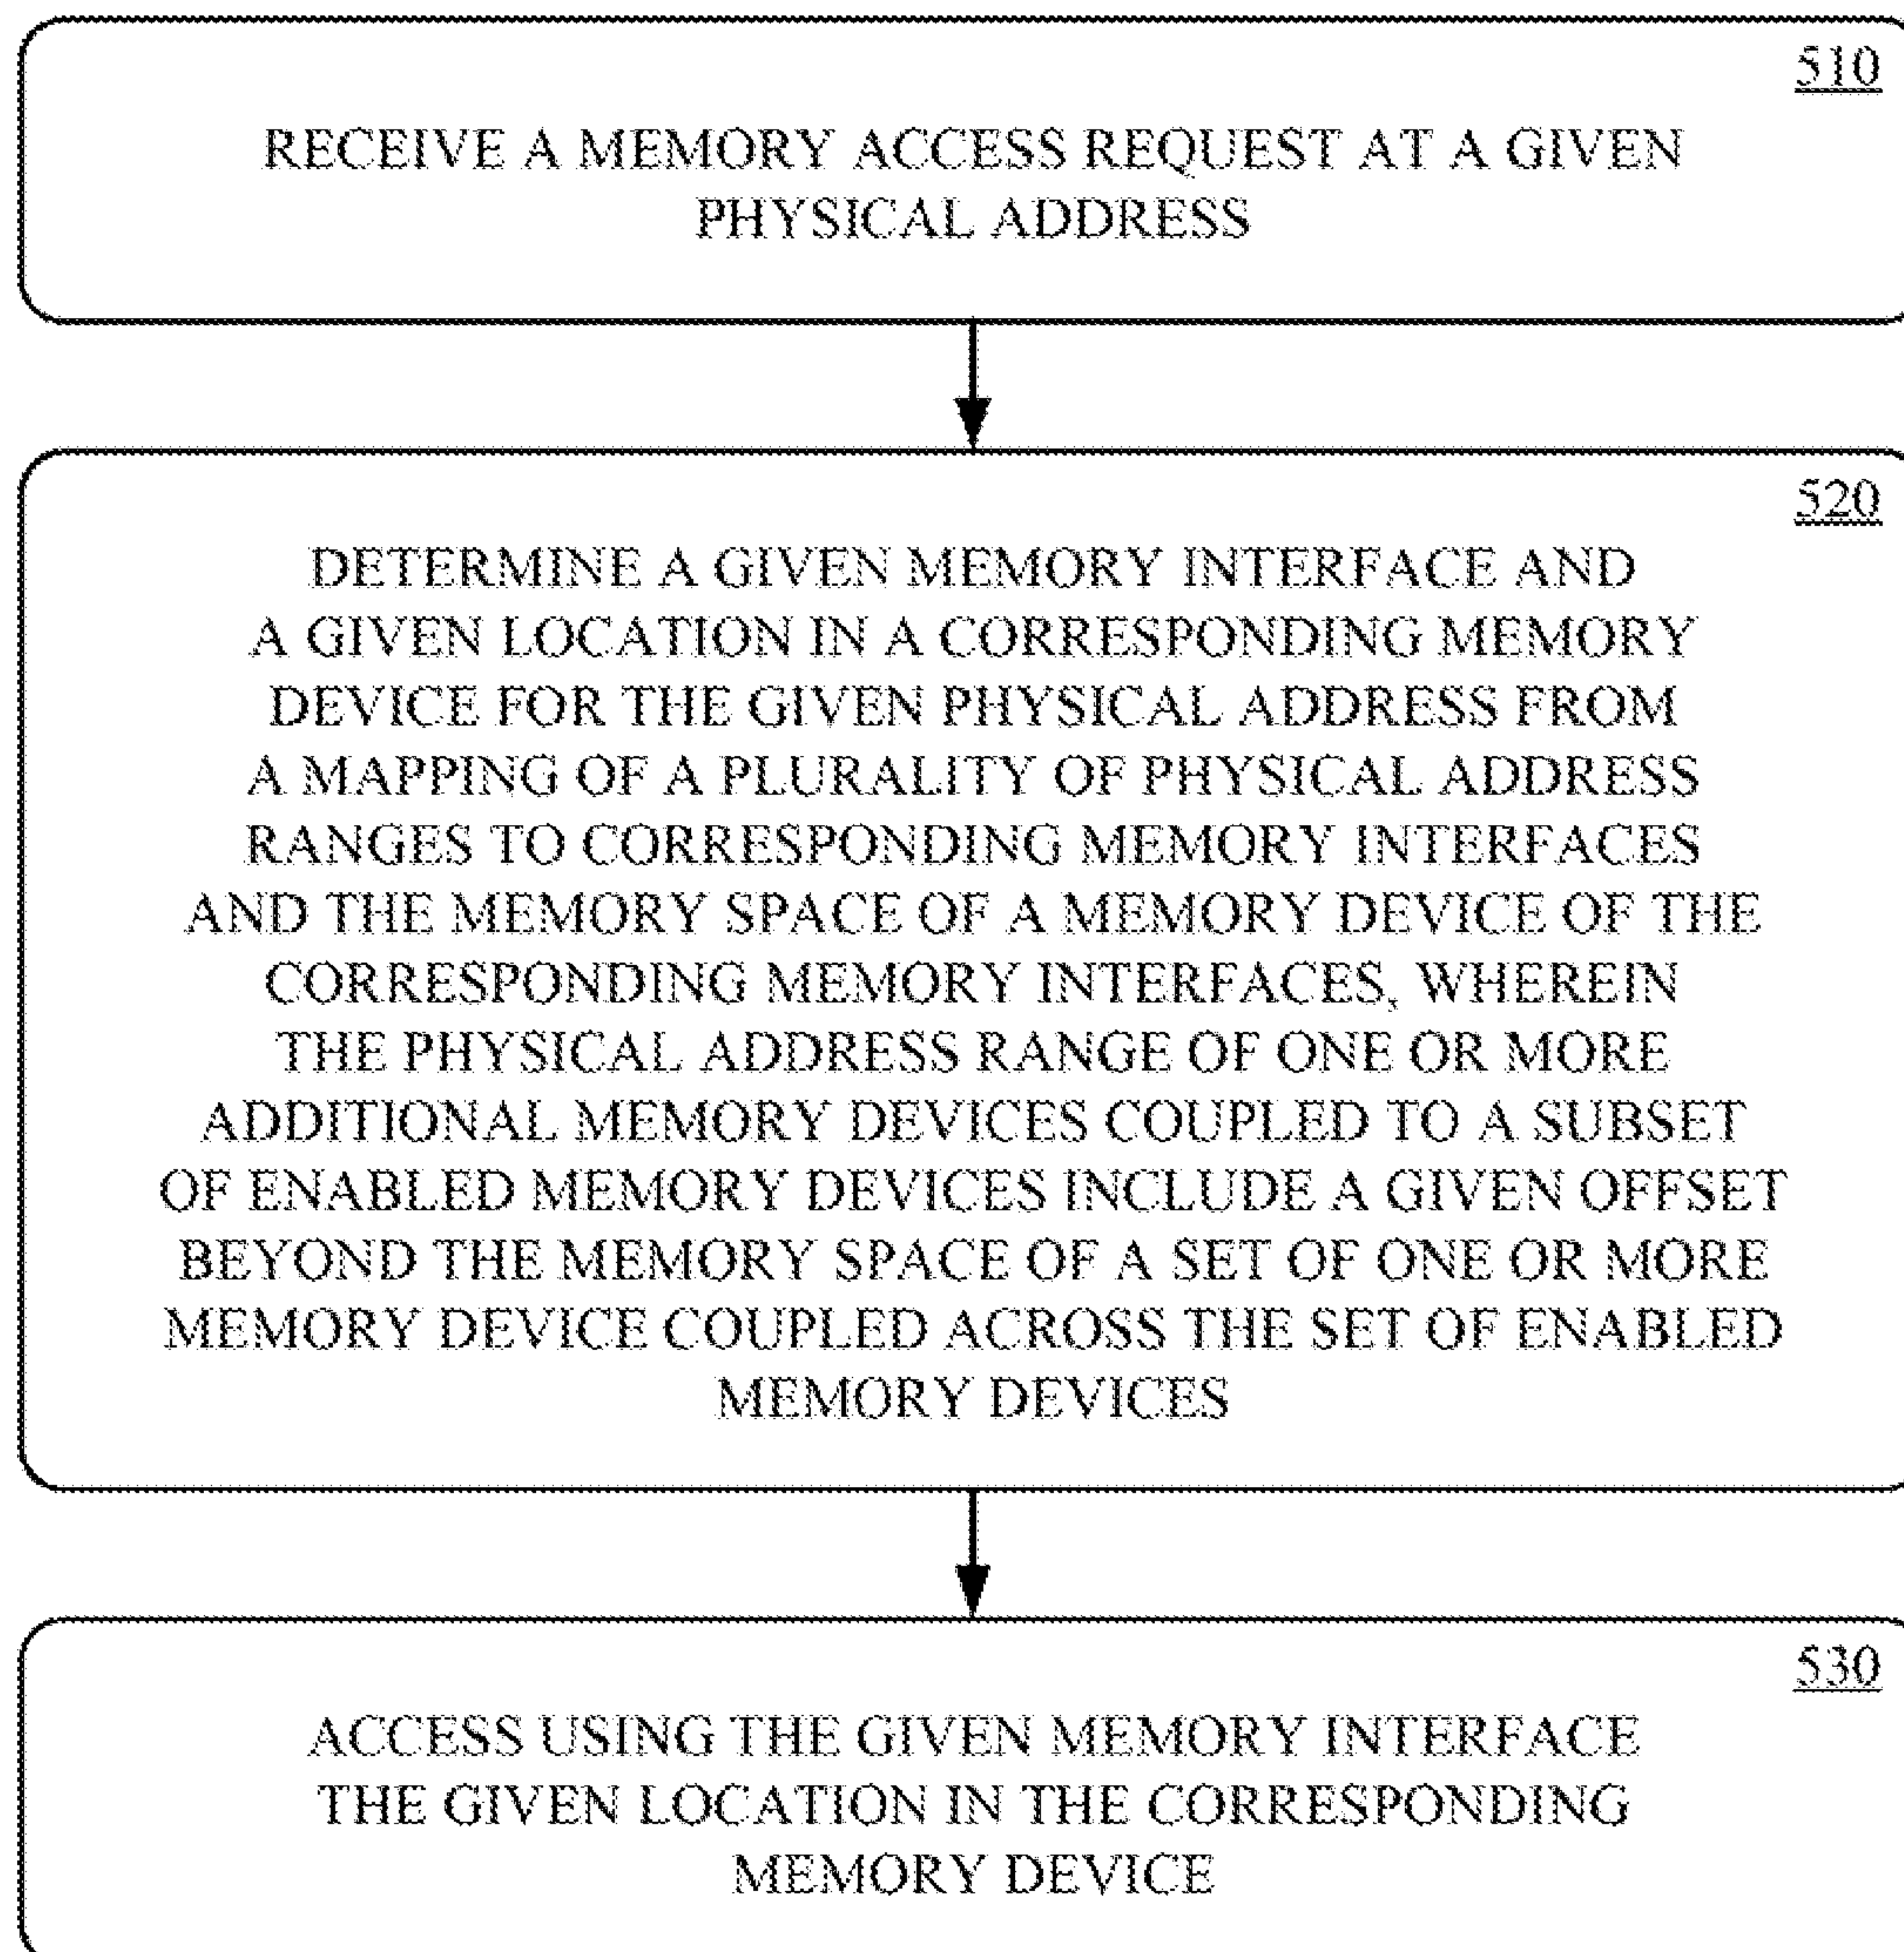 510
RECEIVE A MEMORY ACCESS REQUEST AT A GIVEN
PHYSICAL ADDRESS
520
DETERMINE A GIVEN MEMORY INTERFACE AND
A GIVEN LOCATION IN A CORRESPONDING MEMORY
DEVICE FOR THE GIVEN PHYSICAL ADDRESS FROM
A MAPPING OF A PLURALITY OF PHYSICAL ADDRESS
RANGES TO CORRESPONDING MEMORY INTERFACES
AND THE MEMORY SPACE OF A MEMORY DEVICE OF THE
CORRESPONDING MEMORY INTERFACES, WHEREIN
THE PHYSICAL ADDRESS RANGE OF ONE OR MORE
ADDITIONAL MEMORY DEVICES COUPLED TO A SUBSET
OF ENABLED MEMORY DEVICES INCLUDE A GIVEN OFFSET
BEYOND THE MEMORY SPACE OF A SET OF ONE OR MORE
MEMORY DEVICE COUPLED ACROSS THE SET OF ENABLED
MEMORY DEVICES
530
ACCESS USING THE GIVEN MEMORY INTERFACE
THE GIVEN LOCATION IN THE CORRESPONDING
MEMORY DEVICE